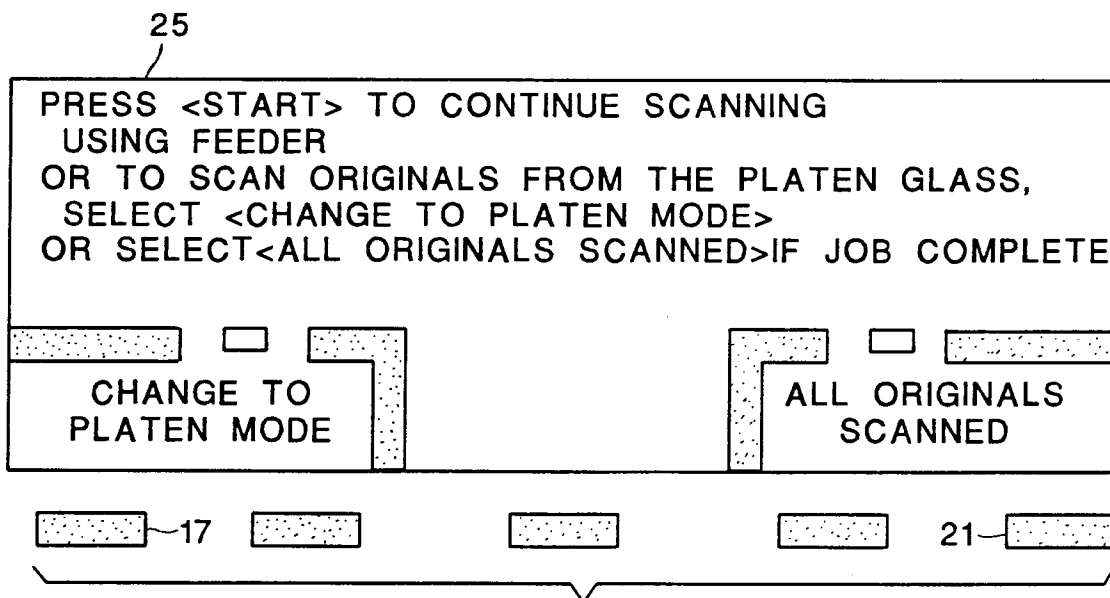 25
PRESS <START> TO CONTINUE SCANNING
USING FEEDER
OR TO SCAN ORIGINALS FROM THE PLATEN GLASS,
SELECT <CHANGE TO PLATEN MODE>
OR SELECT<ALL ORIGINALS SCANNED>IF JOB COMPLETE
CHANGE TO
PLATEN MODE
ALL ORIGINALS
SCANNED
17
21